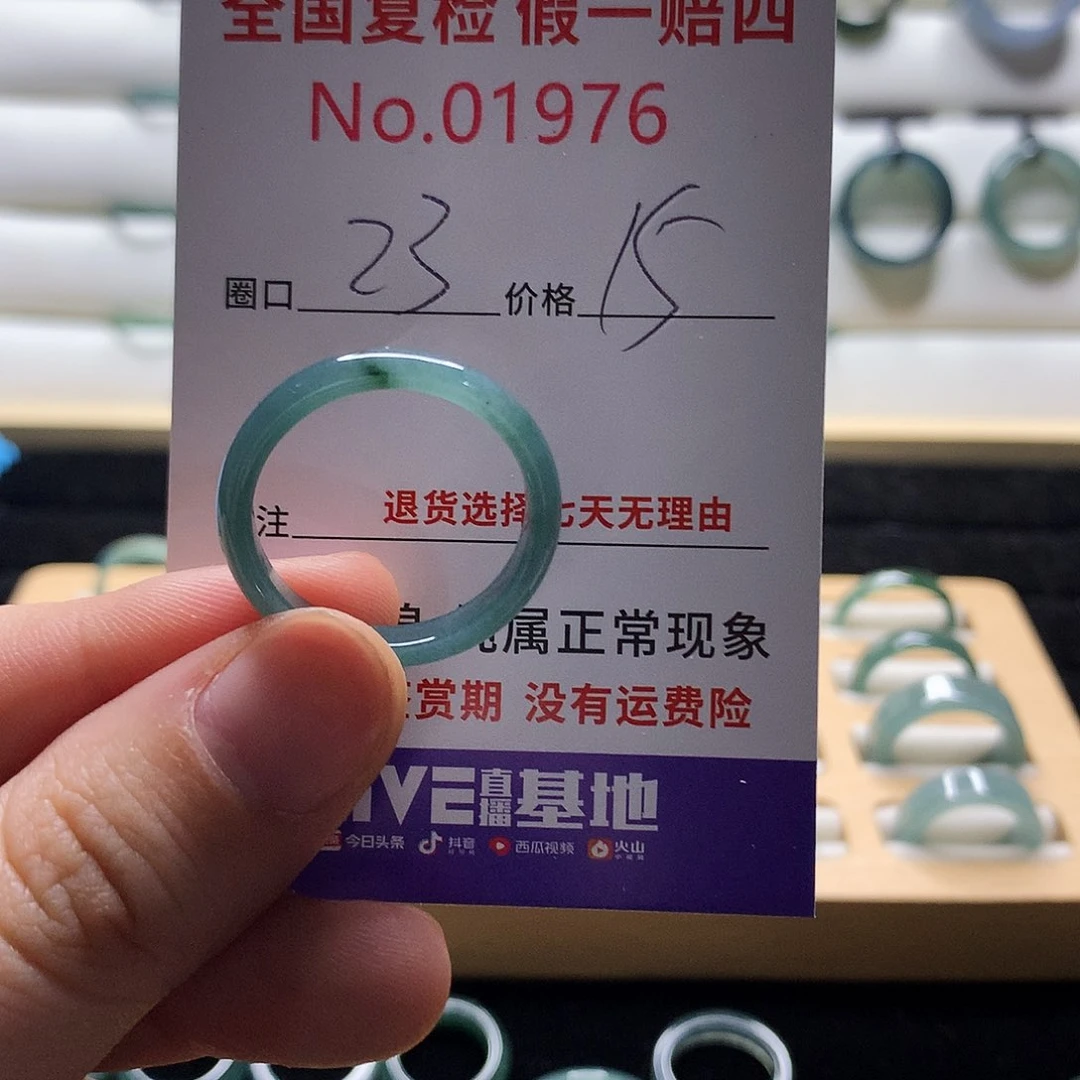 全国复检 假一赔四
No.01976
圈口 23 价格 15
注 退货选择七天无理由
属正常现象
赏期 没有运费险
IVE 直播 基地
今日头条 抖音 西瓜视频 火山